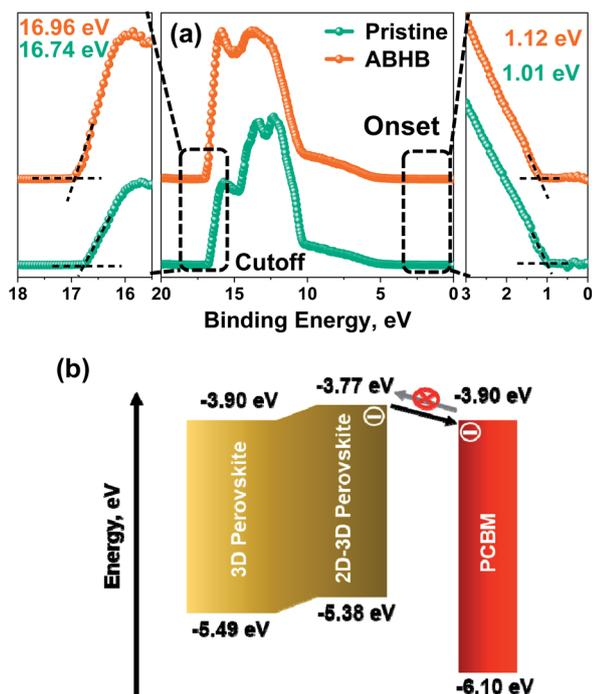 16.96 eV
16.74 eV
(a)
Pristine
ABHB
1.12 eV
1.01 eV
Onset
Cutoff
18 17 16 20 15 10 5 0 3 2 1 0
Binding Energy, eV
(b)
-3.90 eV
-3.77 eV
-3.90 eV
Energy, eV
3D Perovskite
2D-3D Perovskite
PCBM
-5.49 eV
-5.38 eV
-6.10 eV